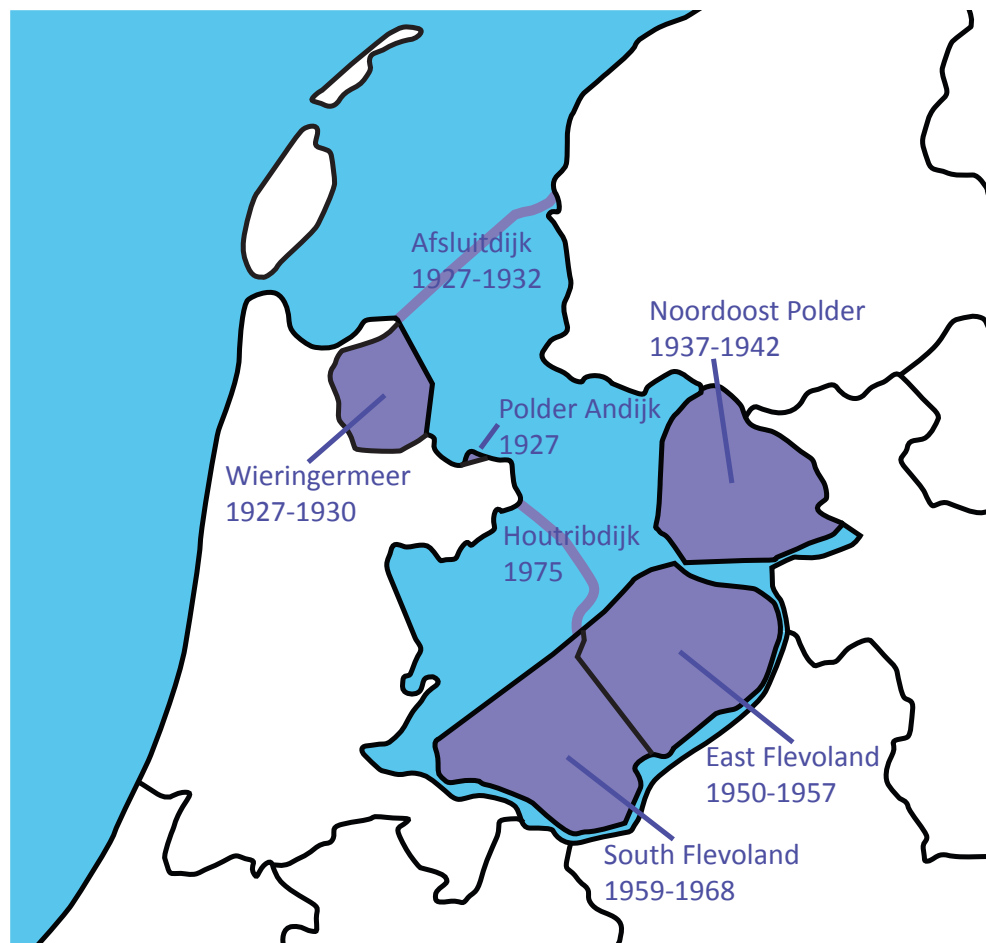 Afsluitdijk
1927-1932
Noordoost Polder
1937-1942
Polder Andijk
1927
Wieringermeer
1927-1930
Houtribdijk
1975
East Flevoland
1950-1957
South Flevoland
1959-1968